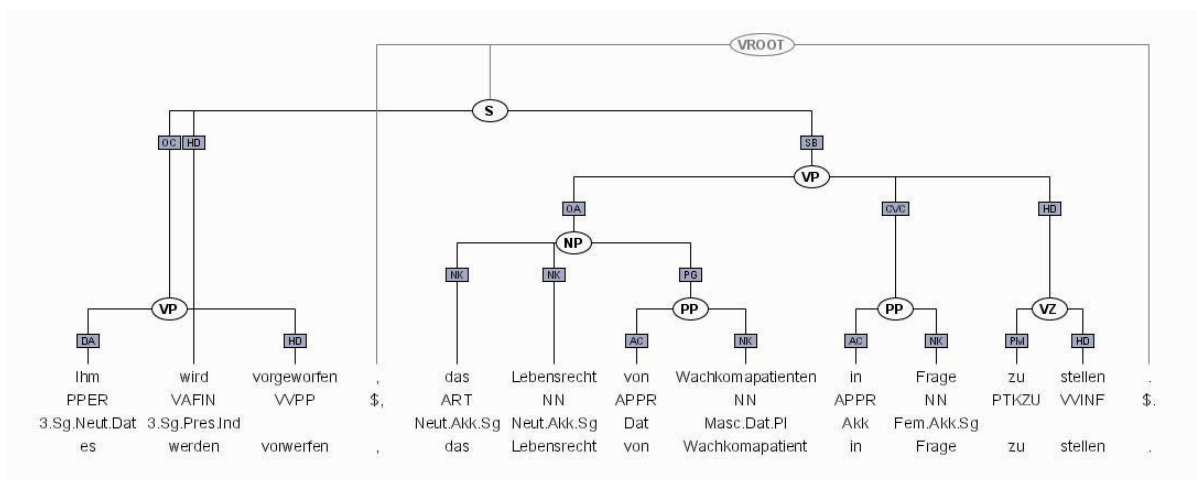 VROOT
S
OC HD SB
VP
OA CVC HD
NP
NK NK PG
VP PP PP VZ
DA HD AC NK AC NK PM HD
Ihm wird vorgeworfen , das Lebensrecht von Wachkomapatienten in Frage zu stellen .
PPER VAFIN VVPP $, ART NN APPR NN APPR NN PTKZU VVINF $.
3.Sg.Neut.Dat 3.Sg.Pres.Ind Neut.Akk.Sg Neut.Akk.Sg Dat Masc.Dat.Pl Akk Fem.Akk.Sg
es werden vorwerfen , das Lebensrecht von Wachkomapatient in Frage zu stellen .